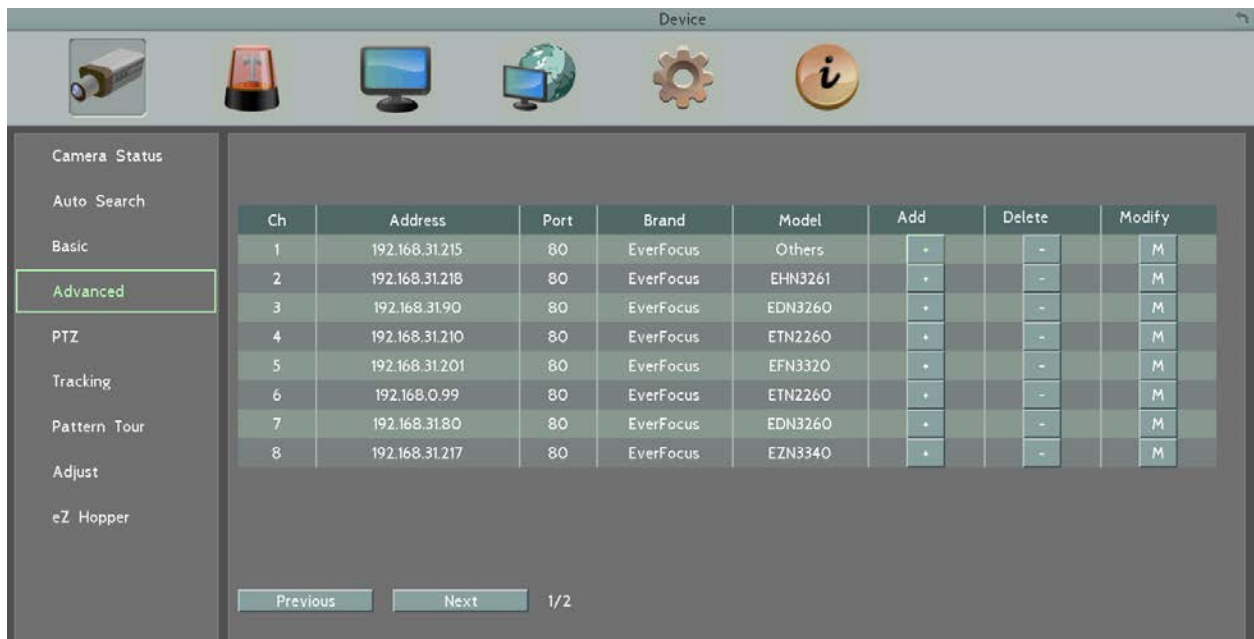 Device
Camera Status
Auto Search
Basic
Advanced
PTZ
Tracking
Pattern Tour
Adjust
eZ Hopper
Ch Address Port Brand Model Add Delete Modify
1 192.168.31.215 80 EverFocus Others + - M
2 192.168.31.218 80 EverFocus EHN3261 + - M
3 192.168.31.90 80 EverFocus EDN3260 + - M
4 192.168.31.210 80 EverFocus ETN2260 + - M
5 192.168.31.201 80 EverFocus EFN3320 + - M
6 192.168.0.99 80 EverFocus ETN2260 + - M
7 192.168.31.80 80 EverFocus EDN3260 + - M
8 192.168.31.217 80 EverFocus EZN3340 + - M
Previous Next 1/2